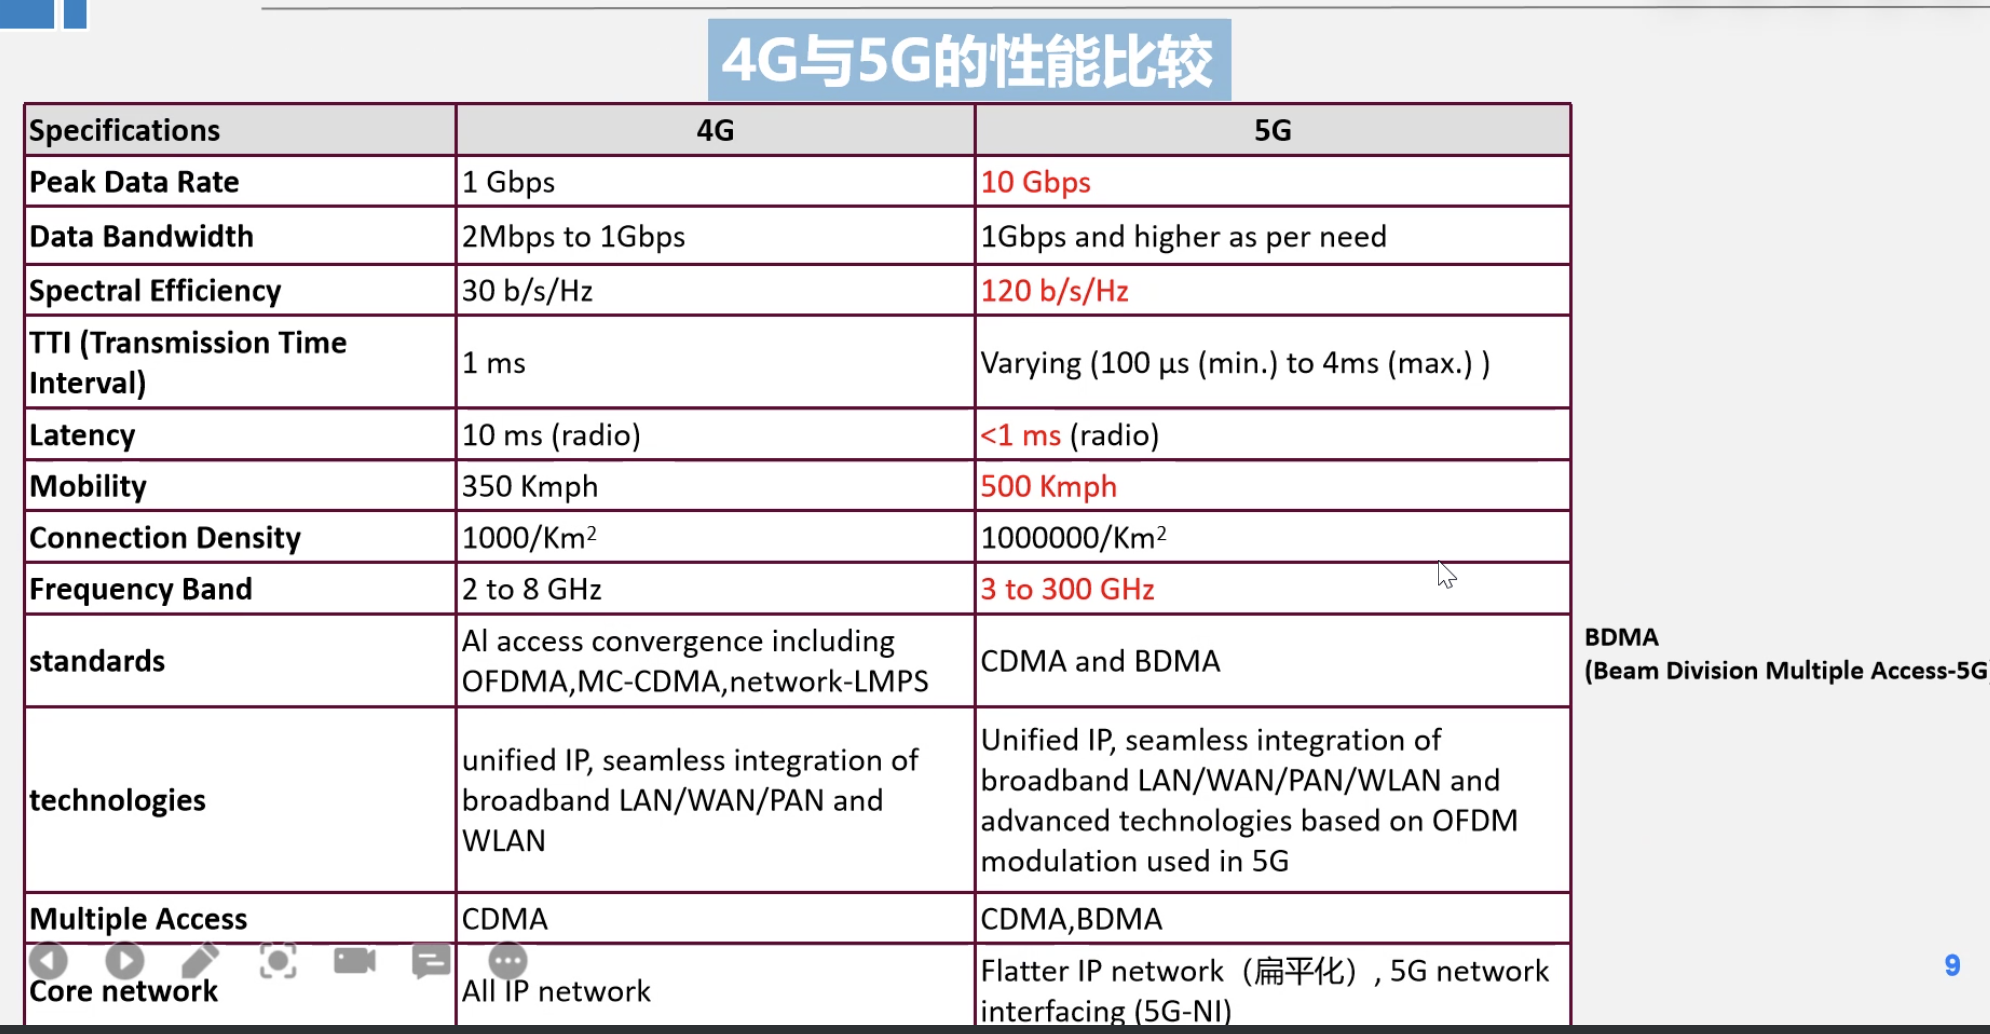 4G与5G的性能比较
Specifications 4G 5G
Peak Data Rate 1 Gbps 10 Gbps
Data Bandwidth 2Mbps to 1Gbps 1Gbps and higher as per need
Spectral Efficiency 30 b/s/Hz 120 b/s/Hz
TTI (Transmission Time
Interval)
1 ms
Varying (100 μs (min.) to 4ms (max.) )
Latency 10 ms (radio) <1 ms (radio)
Mobility 350 Kmph 500 Kmph
Connection Density 1000/Km² 1000000/Km²
Frequency Band 2 to 8 GHz 3 to 300 GHz
standards
Al access convergence including
OFDMA,MC-CDMA,network-LMPS
CDMA and BDMA
BDMA
(Beam Division Multiple Access-5G)
technologies
unified IP, seamless integration of
broadband LAN/WAN/PAN and
WLAN
Unified IP, seamless integration of
broadband LAN/WAN/PAN/WLAN and
advanced technologies based on OFDM
modulation used in 5G
Multiple Access CDMA CDMA,BDMA
Core network
All IP network
Flatter IP network（扁平化）, 5G network
interfacing (5G-NI)
9